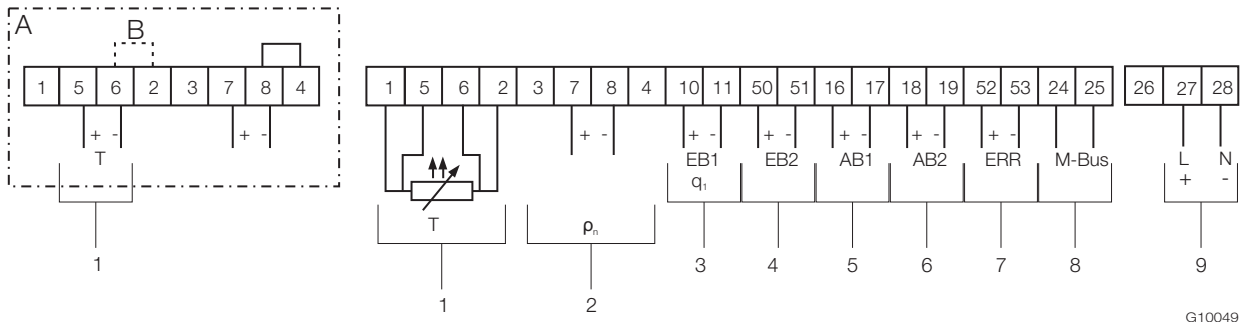 A
B
1 5 6 2 3 7 8 4
+ - + -
T
1
1 5 6 2 3 7 8 4 10 11 50 51 16 17 18 19 52 53 24 25 26 27 28
+ - + - + - + - + - + -
EB1 EB2 AB1 AB2 ERR M-Bus L N
q₁ + -
T ρₙ
3 4 5 6 7 8 9
1 2
G10049